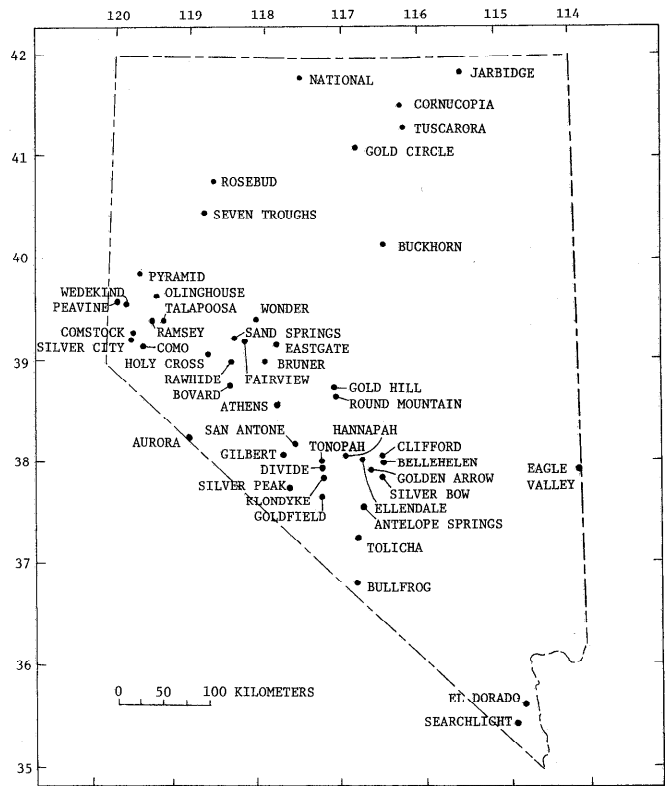 120 119 118 117 116 115 114
42
NATIONAL
JARBIDGE
CORNUCOPIA
TUSCARORA
41
GOLD CIRCLE
ROSEBUD
SEVEN TROUGHS
BUCKHORN
40
PYRAMID
WEDEKIND
OLINGHOUSE
PEAVINE
TALAPOOSA
WONDER
COMSTOCK
RAMSEY
SAND SPRINGS
SILVER CITY
COMO
EASTGATE
39
HOLY CROSS
BRUNER
RAWHIDE
FAIRVIEW
BOVARD
GOLD HILL
ATHENS
ROUND MOUNTAIN
SAN ANTONE
HANNAPAH
AURORA
TONOPAH
CLIFFORD
GILBERT
BELLEHELEN
38
DIVIDE
GOLDEN ARROW
EAGLE
VALLEY
SILVER PEAK
SILVER BOW
KLONDYKE
ELLENDALE
GOLDFIELD
ANTELOPE SPRINGS
TOLICHA
37
BULLFROG
36
0 50 100 KILOMETERS
EL DORADO
SEARCHLIGHT
35